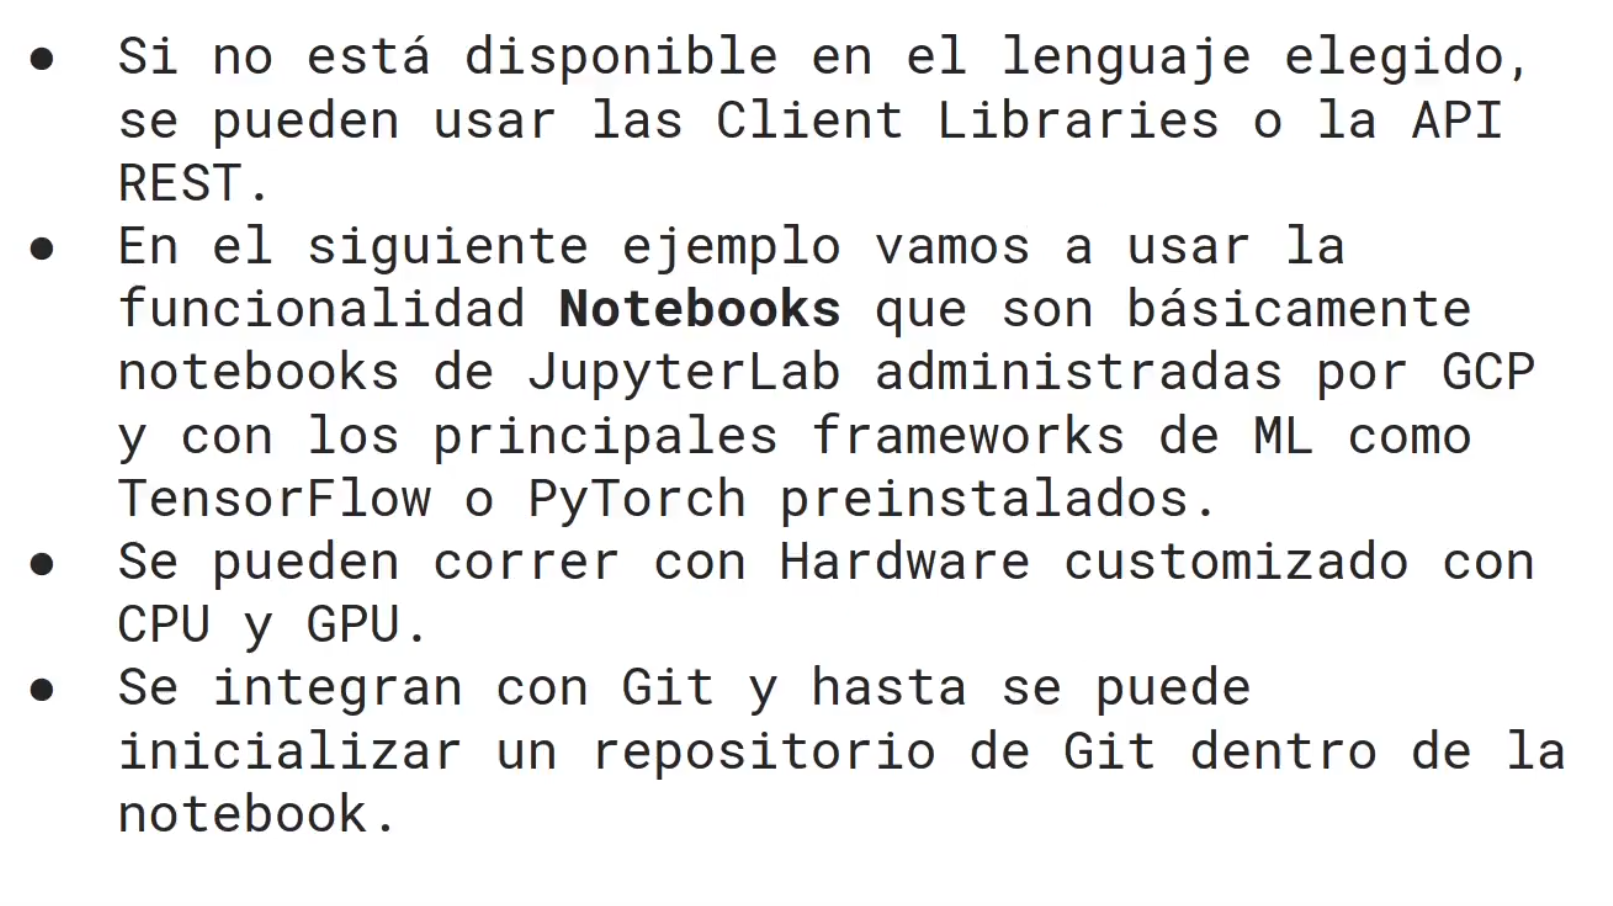 ● Si no está disponible en el lenguaje elegido,
se pueden usar las Client Libraries o la API
REST.
● En el siguiente ejemplo vamos a usar la
funcionalidad Notebooks que son básicamente
notebooks de JupyterLab administradas por GCP
y con los principales frameworks de ML como
TensorFlow o PyTorch preinstalados.
● Se pueden correr con Hardware customizado con
CPU y GPU.
● Se integran con Git y hasta se puede
inicializar un repositorio de Git dentro de la
notebook.